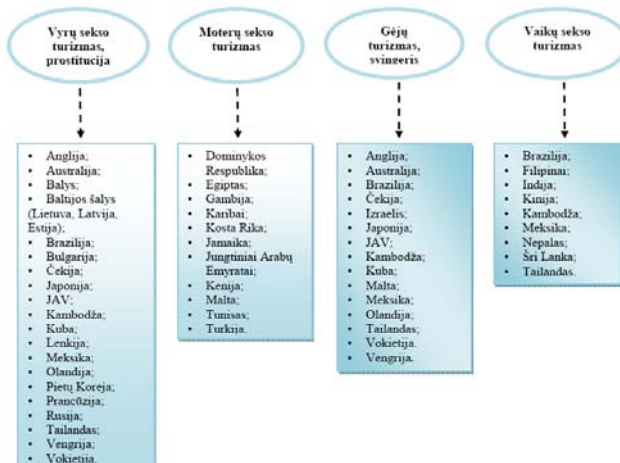 Vyrų sekso
turizmas,
prostitucija
Moterų sekso
turizmas
Gėjų
turizmas,
svingeris
Vaikų sekso
turizmas
• Anglija;
• Australija;
• Balys;
• Baltijos šalys
(Lietuva, Latvija,
Estija);
• Brazilija;
• Bulgarija;
• Čekija;
• Japonija;
• JAV;
• Kambodža;
• Kuba;
• Lenkija;
• Meksika;
• Olandija;
• Pietų Korėja;
• Prancūzija;
• Rusija;
• Tailandas;
• Vengrija;
• Vokietija.
• Dominykos
Respublika;
• Egiptas;
• Gambija;
• Karibai;
• Kosta Rika;
• Jamaika;
• Jungtiniai Arabų
Emyratai;
• Kenija;
• Malta;
• Tunisas;
• Turkija.
• Anglija;
• Australija;
• Brazilija;
• Čekija;
• Izraelis;
• Japonija;
• JAV;
• Kambodža;
• Kuba;
• Malta;
• Meksika;
• Olandija;
• Tailandas;
• Vokietija.
• Vengrija.
• Brazilija;
• Filipinai;
• Indija;
• Kinija;
• Kambodža;
• Meksika;
• Nepalas;
• Šri Lanka;
• Tailandas.